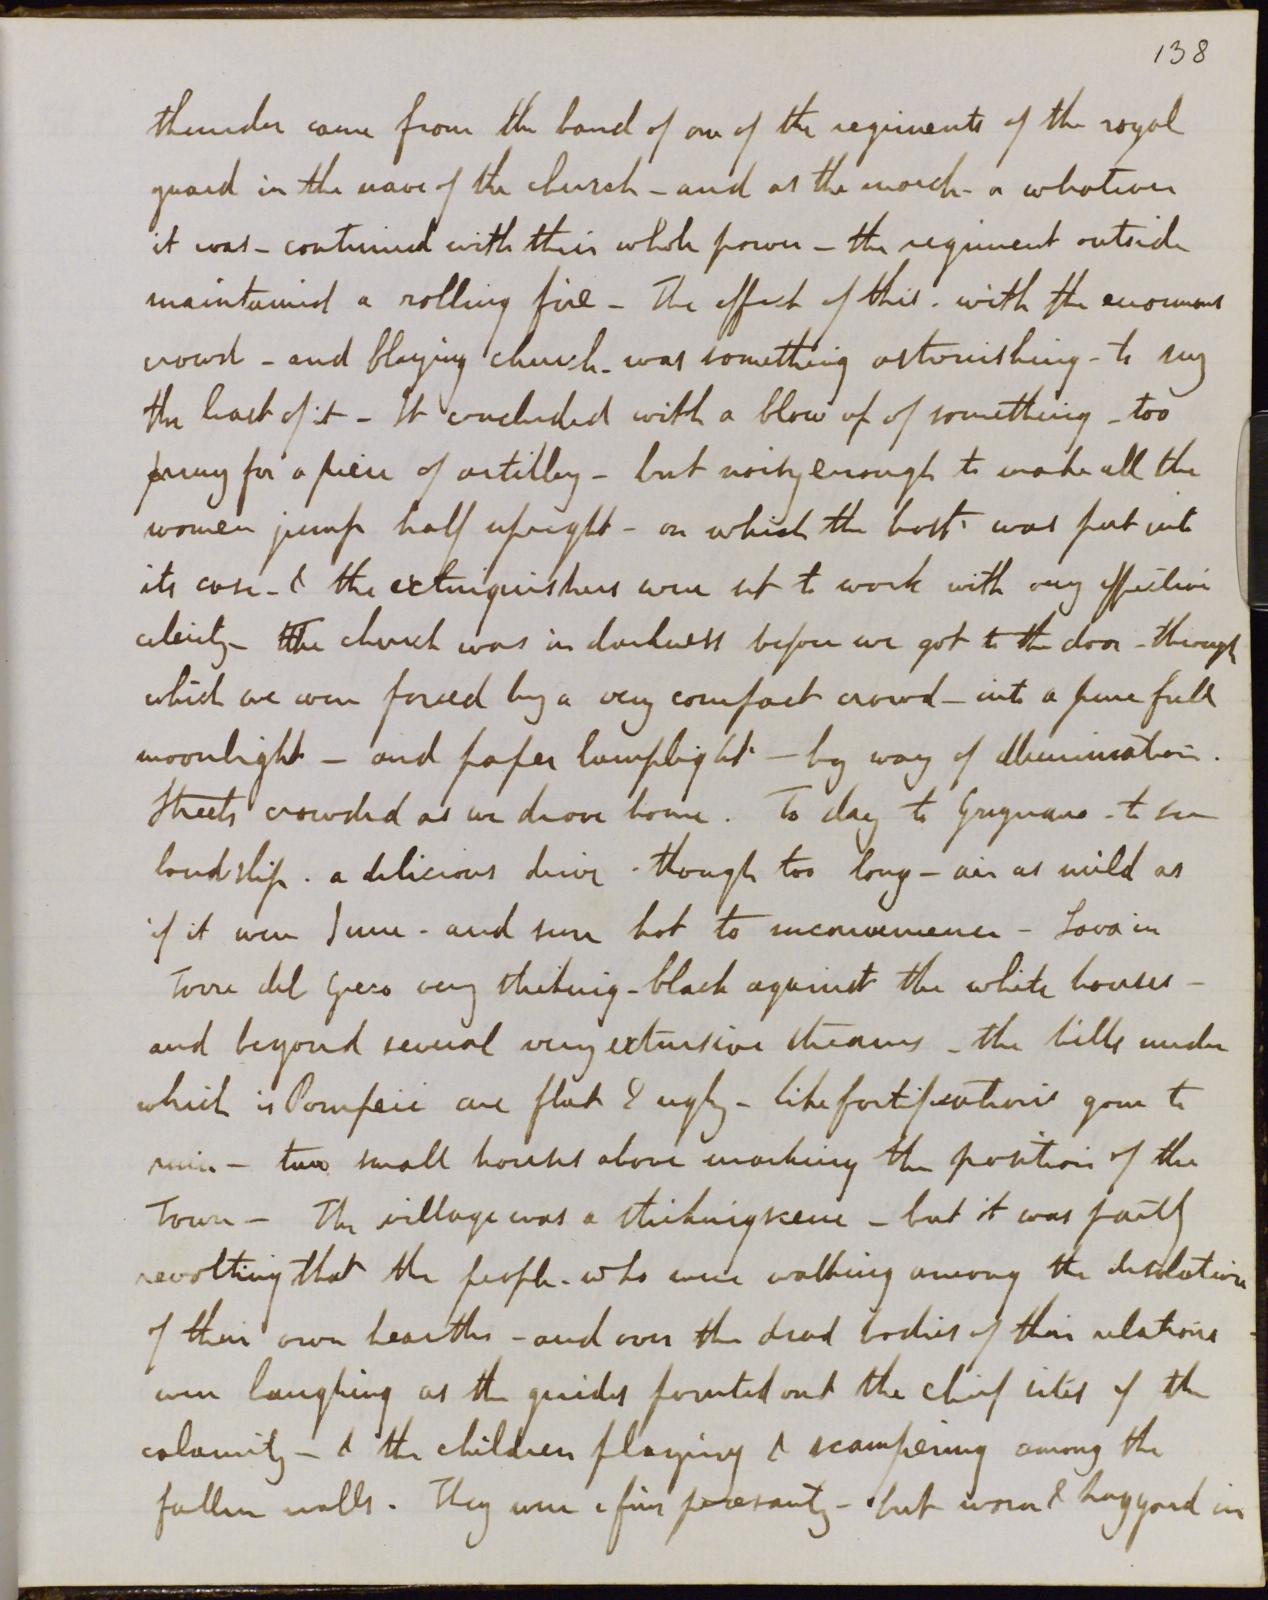 138
thunder came from the band of one of the regiments of the royal
guard in the nave of the church - and as the march - or whatever
it was - continued with their whole power - the regiment outside
maintained a rolling fire - The effect of this - with the enormous
crowd - and blazing church - was something astonishing - to say
the least of it - It concluded with a blow up of something - too
puny for a piece of artillery - but noisy enough to make all the
women jump half upright - on which the host was put into
its case - & the extinguishers were set to work with very effective
celerity - The church was in darkness before we got to the door - through
which we were forced by a very compact crowd - into a pure full
moonlight - and paper lamplight - by way of illumination.
Streets crowded as we drove home. To day to Gragnano - to see
landslip. a delicious drive - though too long - air as mild as
if it were June - and sun hot to inconvenience - Lava in
Torre del Greco very striking - black against the white houses -
and beyond several very extensive streams - the hills under
which is Pompeii are flat & ugly - like fortifications gone to
ruin - two small houses above marking the position of the
Town - The village was a striking scene - but it was partly
revolting that the people - who were walking among the desolation
of their own hearths - and over the dead bodies of their relations -
were laughing as the guides pointed out the chief sites of the
calamity - & the children playing & scampering among the
fallen walls. They were a fine peasantry - but worn & haggard in